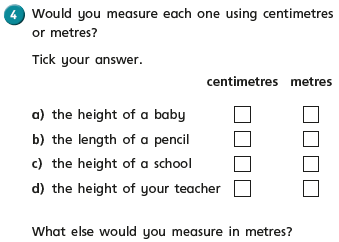 4 Would you measure each one using centimetres
or metres?
Tick your answer.
centimetres metres
a) the height of a baby
b) the length of a pencil
c) the height of a school
d) the height of your teacher
What else would you measure in metres?